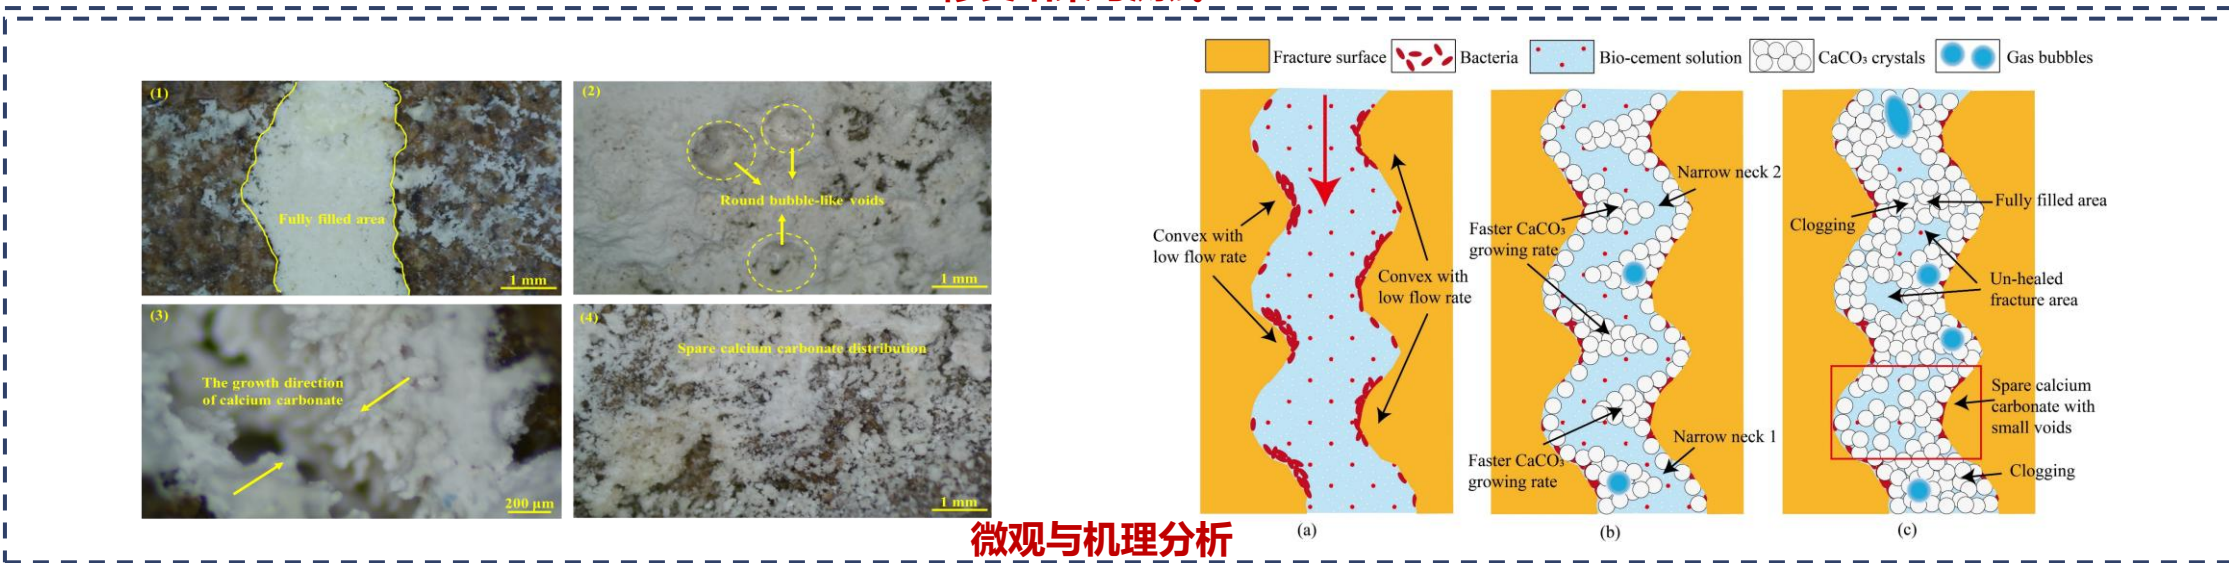 Fracture surface
Bacteria
Bio-cement solution
CaCO₃ crystals
Gas bubbles
(1)
Fully filled area
1 mm
(2)
Round bubble-like voids
1 mm
(3)
The growth direction
of calcium carbonate
200 μm
(4)
Spare calcium carbonate distribution
1 mm
Convex with
low flow rate
Convex with
low flow rate
(a)
Narrow neck 2
Faster CaCO₃
growing rate
Narrow neck 1
Faster CaCO₃
growing rate
(b)
Clogging
Fully filled area
Un-healed
fracture area
Spare calcium
carbonate with
small voids
Clogging
(c)
微观与机理分析